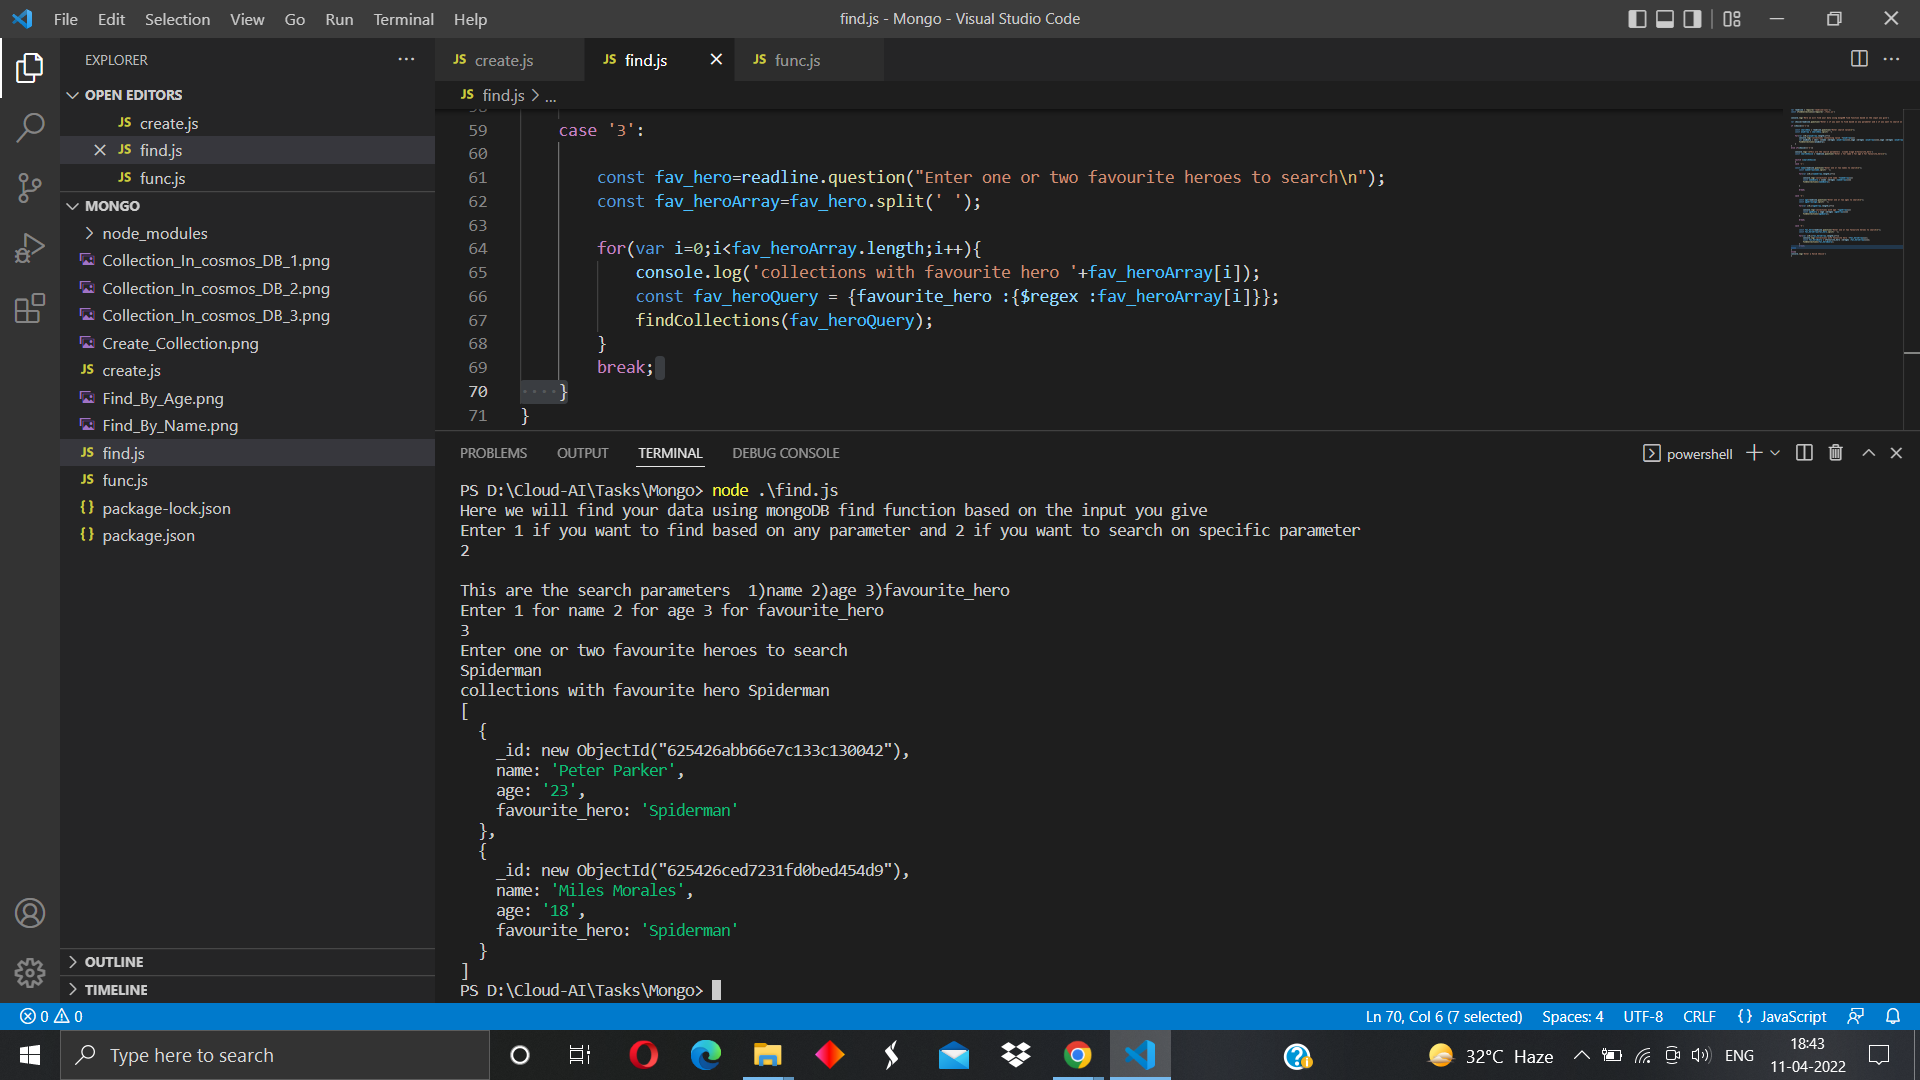 File Edit Selection View Go Run Terminal Help
find.js - Mongo - Visual Studio Code
EXPLORER
OPEN EDITORS
JS create.js
JS find.js
JS func.js
MONGO
node_modules
Collection_In_cosmos_DB_1.png
Collection_In_cosmos_DB_2.png
Collection_In_cosmos_DB_3.png
Create_Collection.png
JS create.js
Find_By_Age.png
Find_By_Name.png
JS find.js
JS func.js
{} package-lock.json
{} package.json
OUTLINE
TIMELINE
JS create.js JS find.js JS func.js
JS find.js > ...
59 case '3':
60
61 const fav_hero=readline.question("Enter one or two favourite heroes to search\n");
62 const fav_heroArray=fav_hero.split(' ');
63
64 for(var i=0;i<fav_heroArray.length;i++){
65 console.log('collections with favourite hero '+fav_heroArray[i]);
66 const fav_heroQuery = {favourite_hero :{$regex :fav_heroArray[i]}};
67 findCollections(fav_heroQuery);
68 }
69 break;
70 ····}
71 }
PROBLEMS OUTPUT TERMINAL DEBUG CONSOLE
powershell
PS D:\Cloud-AI\Tasks\Mongo> node .\find.js
Here we will find your data using mongoDB find function based on the input you give
Enter 1 if you want to find based on any parameter and 2 if you want to search on specific parameter
2
This are the search parameters  1)name 2)age 3)favourite_hero
Enter 1 for name 2 for age 3 for favourite_hero
3
Enter one or two favourite heroes to search
Spiderman
collections with favourite hero Spiderman
[
{
_id: new ObjectId("625426abb66e7c133c130042"),
name: 'Peter Parker',
age: '23',
favourite_hero: 'Spiderman'
},
{
_id: new ObjectId("625426ced7231fd0bed454d9"),
name: 'Miles Morales',
age: '18',
favourite_hero: 'Spiderman'
}
]
PS D:\Cloud-AI\Tasks\Mongo>
0 0
Ln 70, Col 6 (7 selected) Spaces: 4 UTF-8 CRLF {} JavaScript
Type here to search
32°C Haze
ENG
18:43
11-04-2022